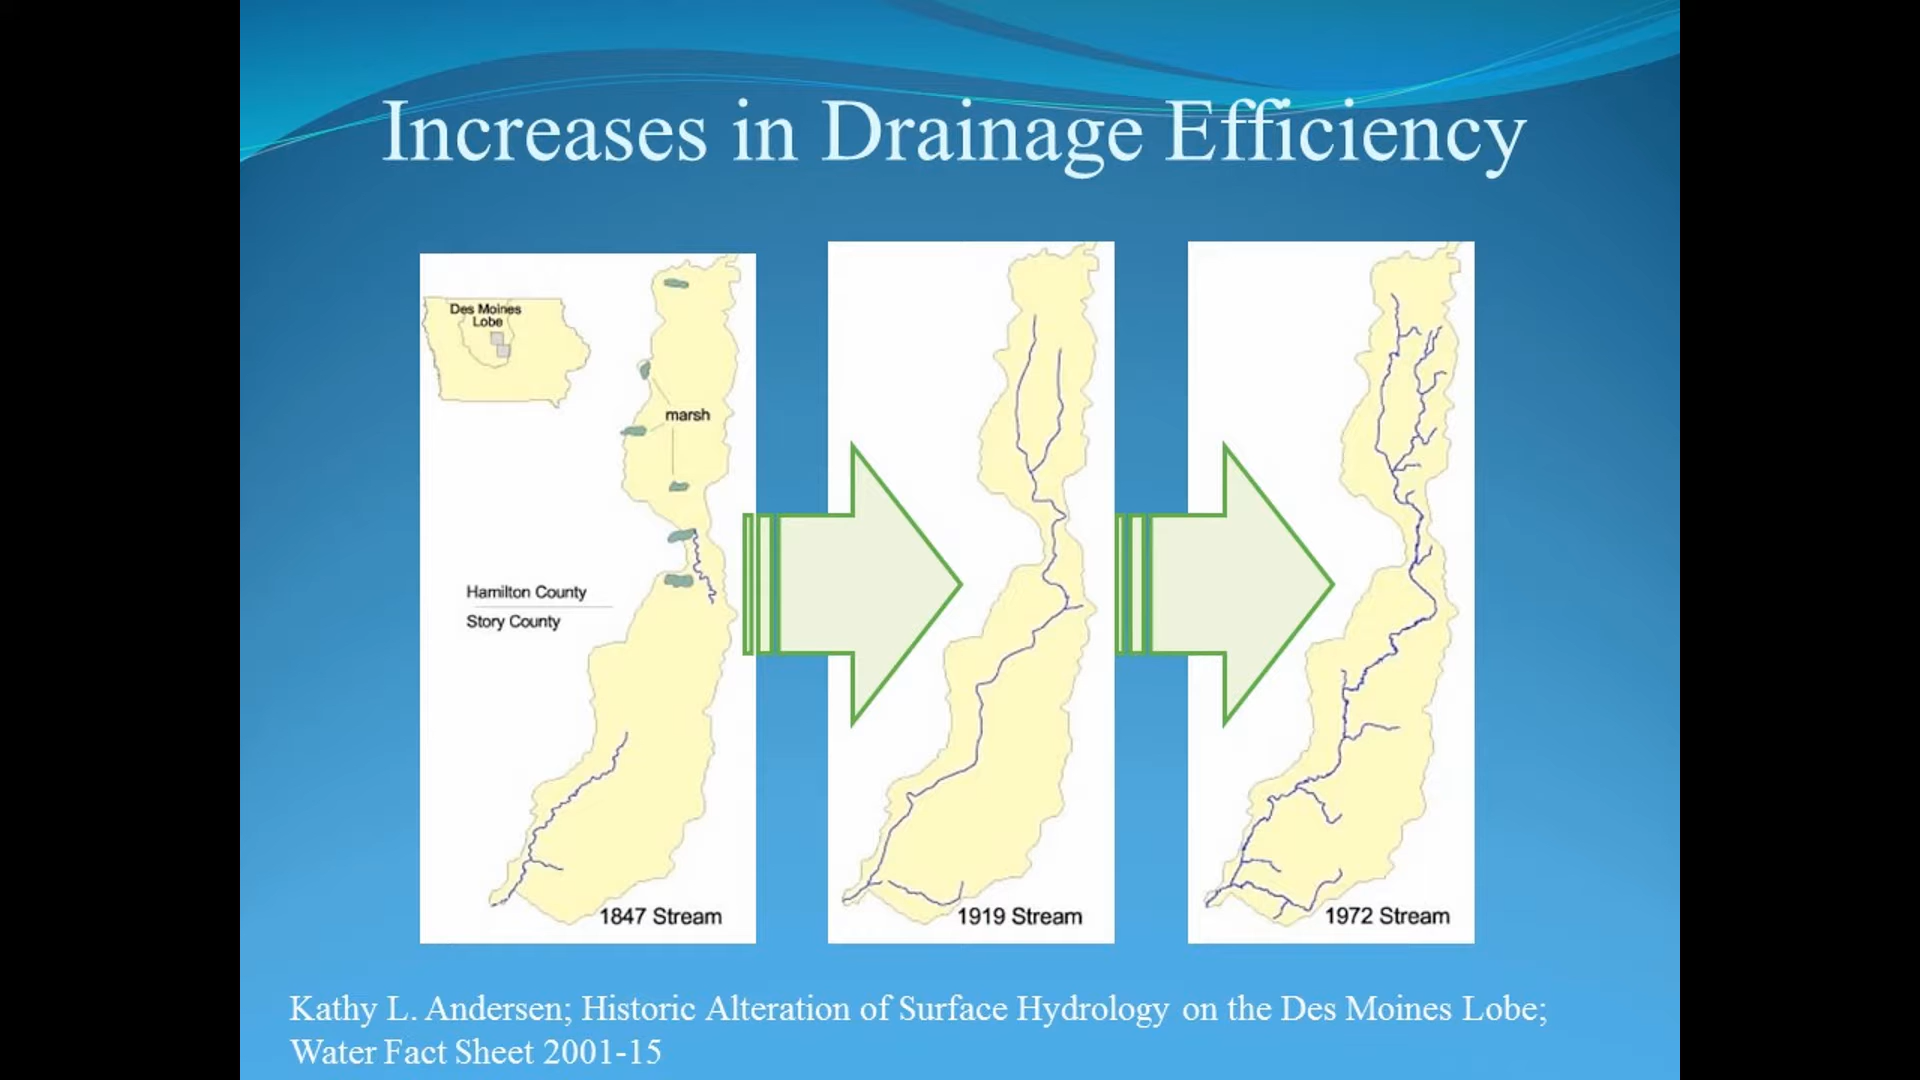 Increases in Drainage Efficiency
Des Moines
Lobe
marsh
Hamilton County
Story County
1847 Stream
1919 Stream
1972 Stream
Kathy L. Andersen; Historic Alteration of Surface Hydrology on the Des Moines Lobe;
Water Fact Sheet 2001-15